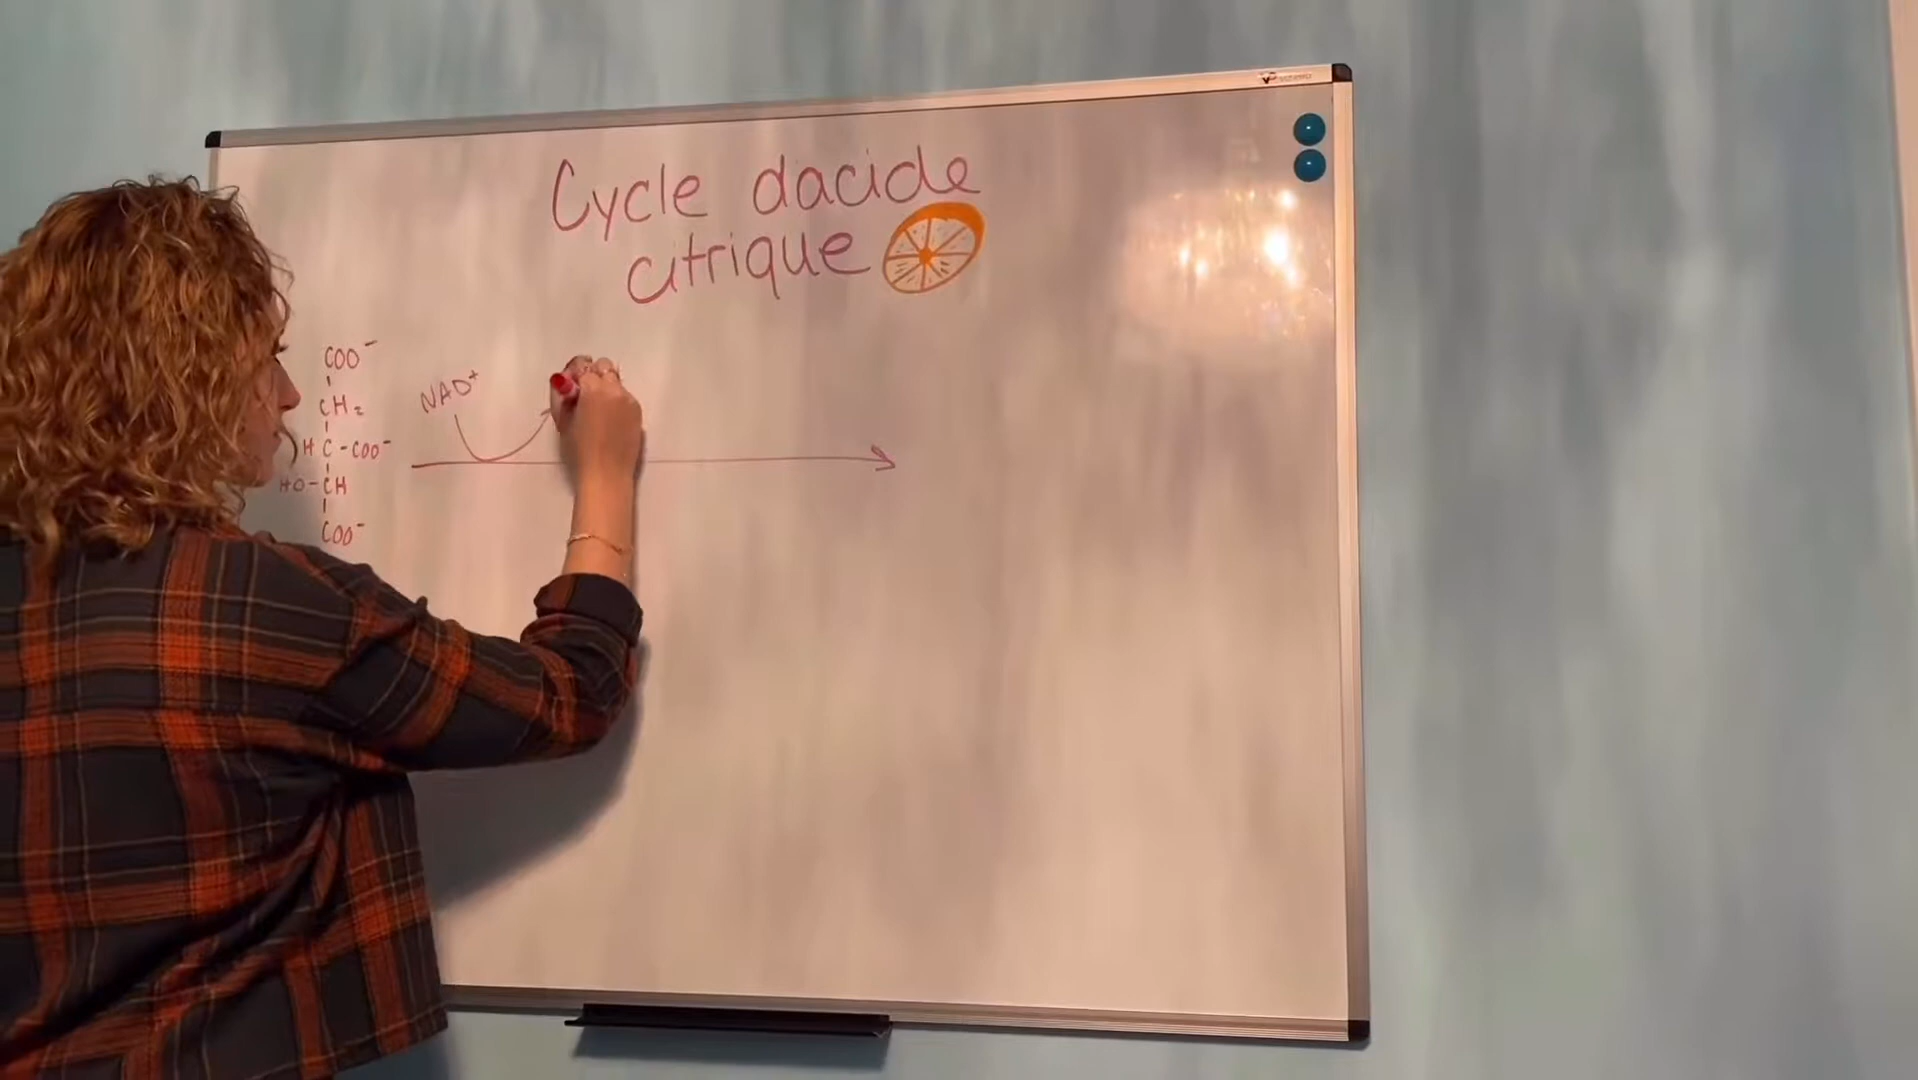 Cycle dacide
citrique
COO⁻
CH₂
H C - COO⁻
HO - CH
COO⁻
NAD⁺